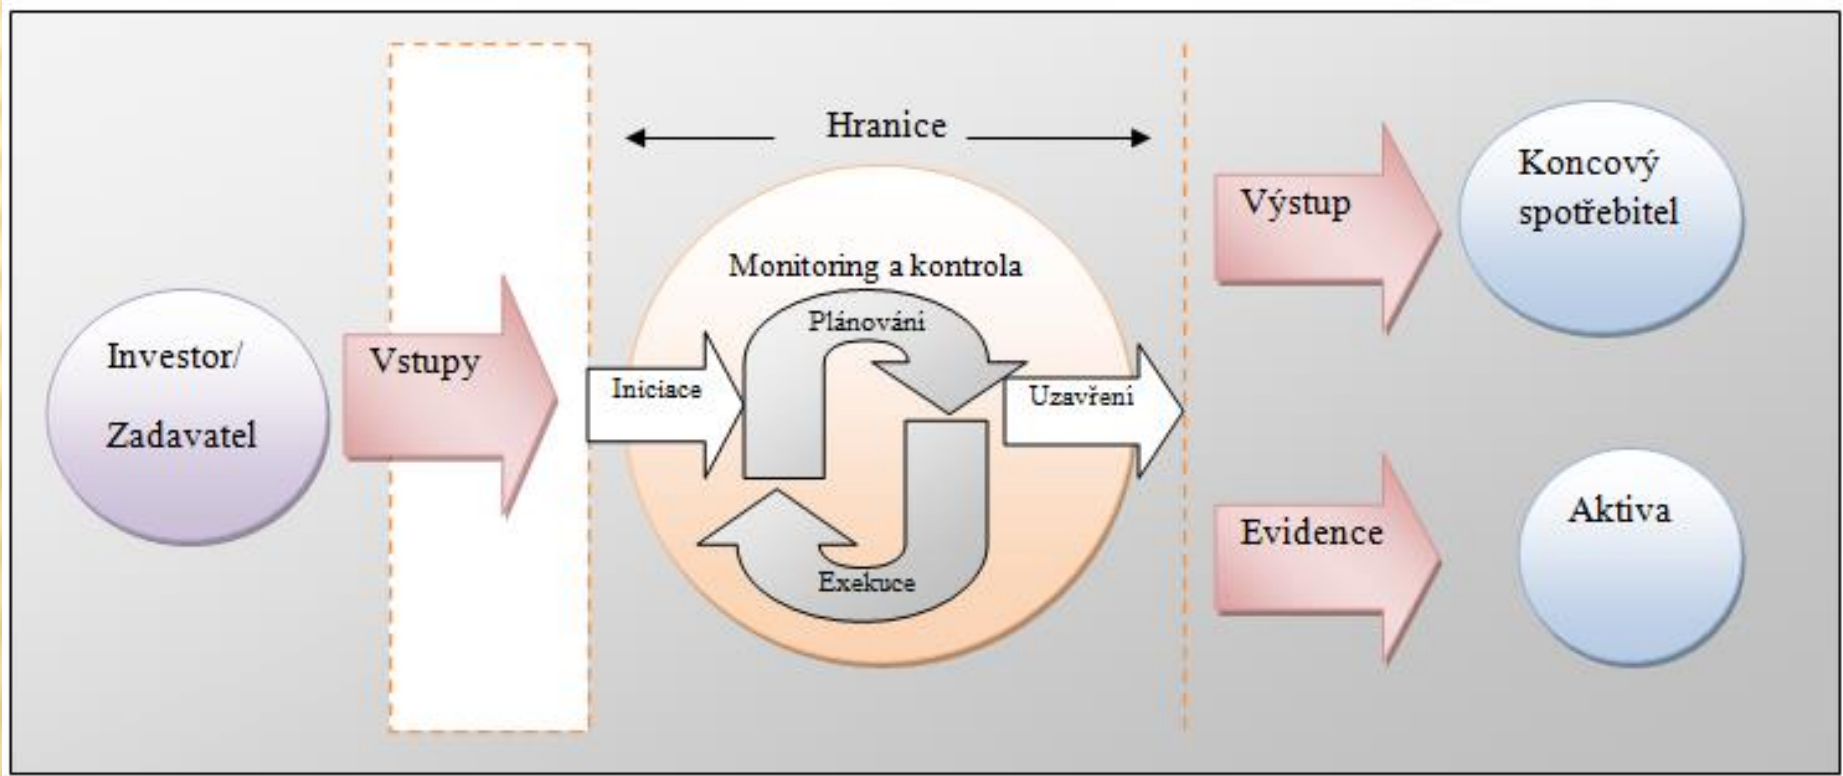 Investor/
Zadavatel
Vstupy
Hranice
Monitoring a kontrola
Plánování
Iniciace
Uzavření
Exekuce
Výstup
Koncový
spotřebitel
Evidence
Aktiva